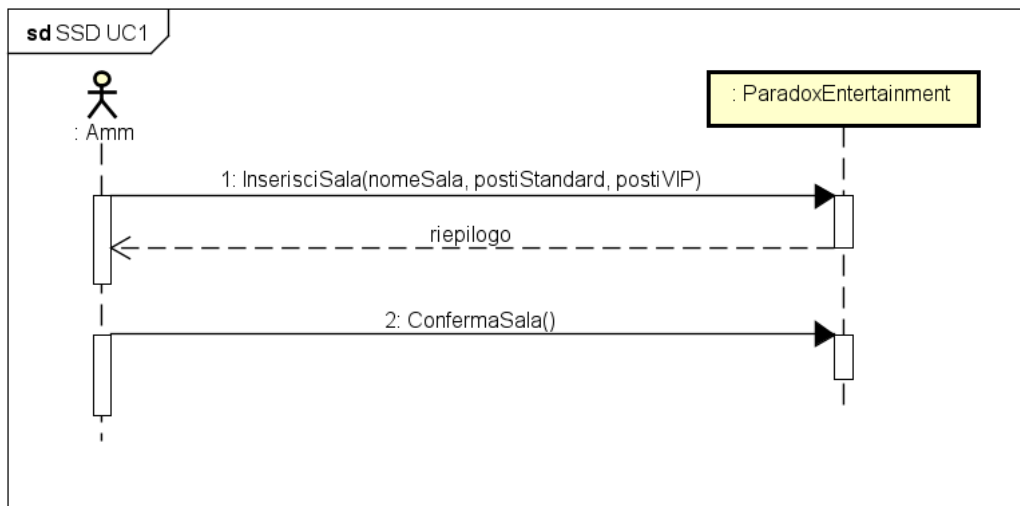 sd SSD UC1
: Amm
: ParadoxEntertainment
1: InserisciSala(nomeSala, postiStandard, postiVIP)
riepilogo
2: ConfermaSala()